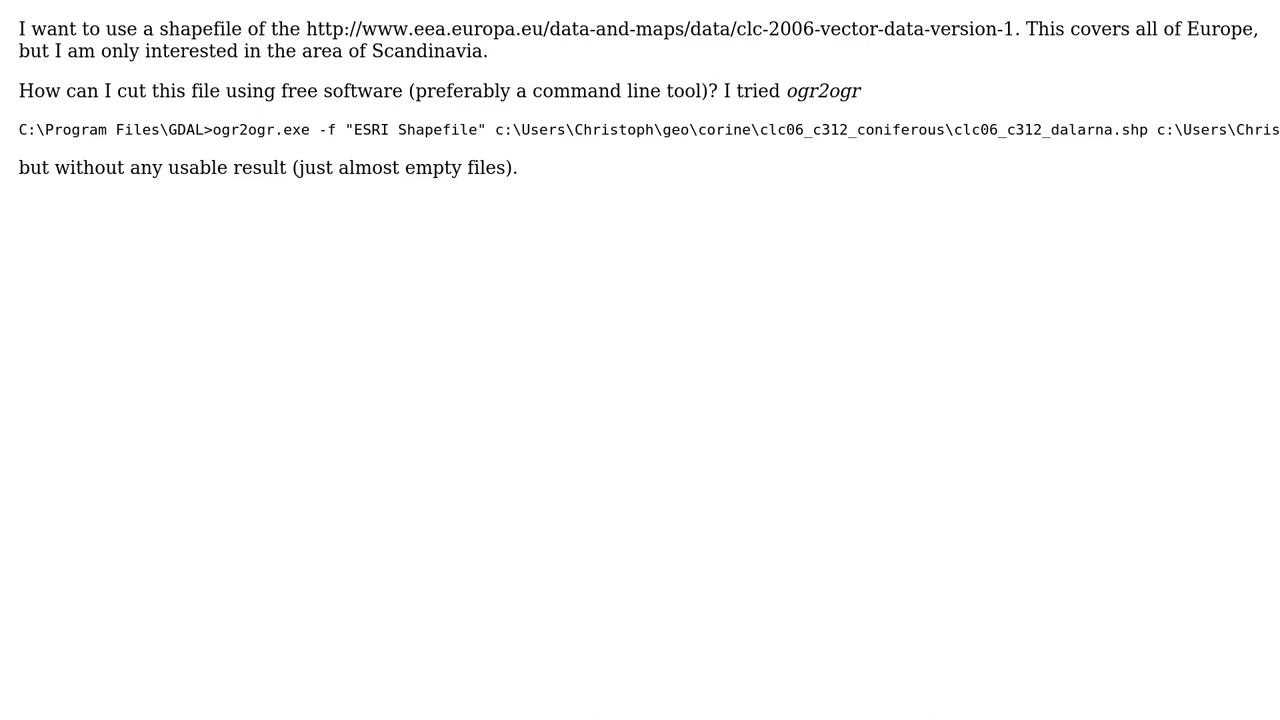 I want to use a shapefile of the http://www.eea.europa.eu/data-and-maps/data/clc-2006-vector-data-version-1. This covers all of Europe,
but I am only interested in the area of Scandinavia.
How can I cut this file using free software (preferably a command line tool)? I tried ogr2ogr
C:\Program Files\GDAL>ogr2ogr.exe -f "ESRI Shapefile" c:\Users\Christoph\geo\corine\clc06_c312_coniferous\clc06_c312_dalarna.shp c:\Users\Chris
but without any usable result (just almost empty files).